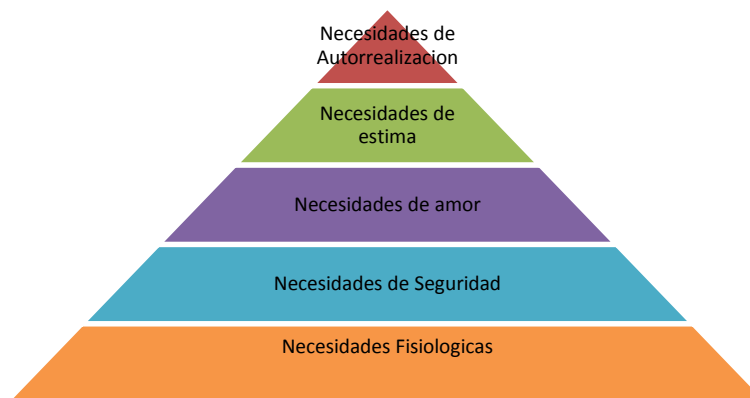 Necesidades de
Autorrealizacion
Necesidades de
estima
Necesidades de amor
Necesidades de Seguridad
Necesidades Fisiologicas